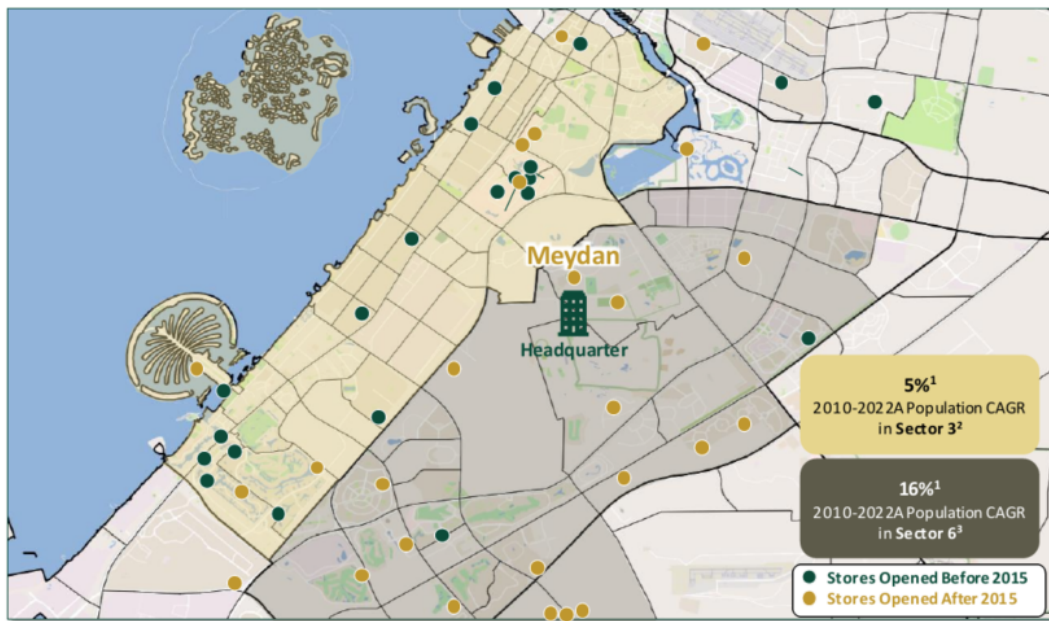 Meydan
Headquarter
5%¹
2010-2022A Population CAGR
in Sector 3²
16%¹
2010-2022A Population CAGR
in Sector 6³
Stores Opened Before 2015
Stores Opened After 2015